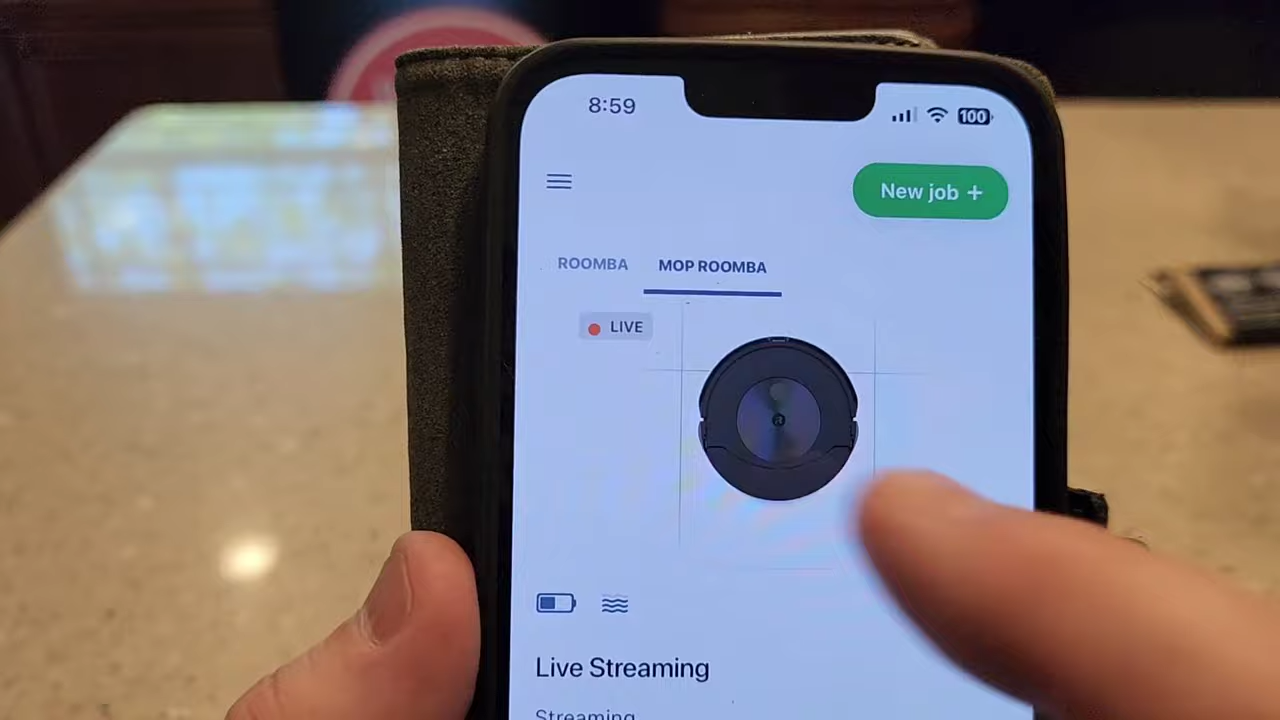 8:59
100
New job +
ROOMBA
MOP ROOMBA
LIVE
Live Streaming
Streaming